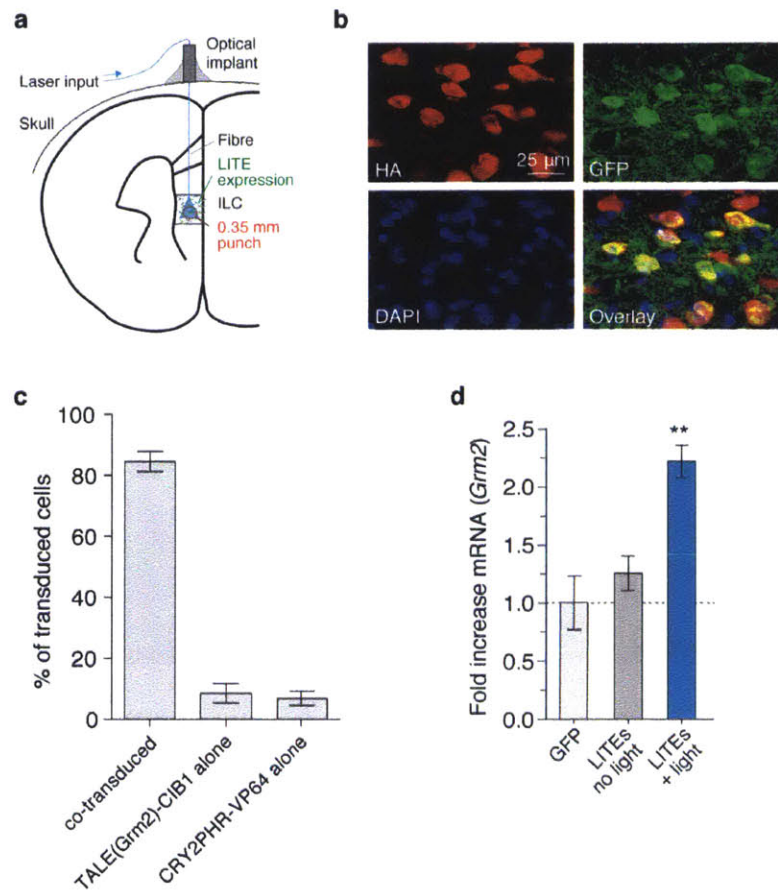 a
Optical
implant
Laser input
Skull
Fibre
LITE
expression
ILC
0.35 mm
punch
b
HA
25 µm
GFP
DAPI
Overlay
c
% of transduced cells
100
80
60
40
20
0
co-transduced
TALE(Grm2)-CIB1 alone
CRY2PHR-VP64 alone
d
Fold increase mRNA (Grm2)
2.5
2.0
1.5
1.0
0.5
0.0
**
GFP
LITEs
no light
LITEs
+ light